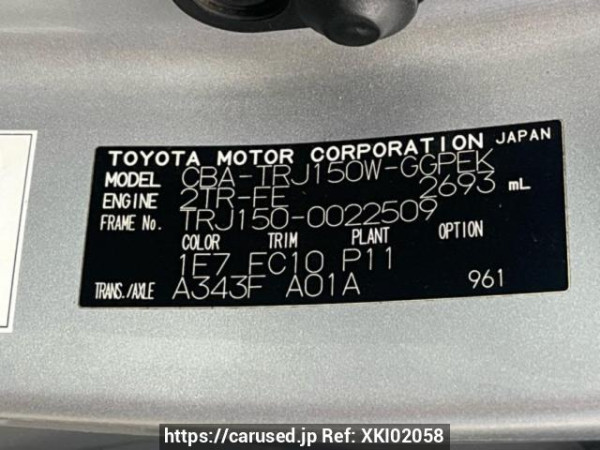 TOYOTA MOTOR CORPORATION JAPAN
MODEL CBA-TRJ150W-GGPEK
ENGINE 2TR-FE 2693 mL
FRAME No. TRJ150-0022509
COLOR TRIM PLANT OPTION
1E7 FC10 P11
TRANS./AXLE A343F A01A 961
https://carused.jp Ref: XKI02058